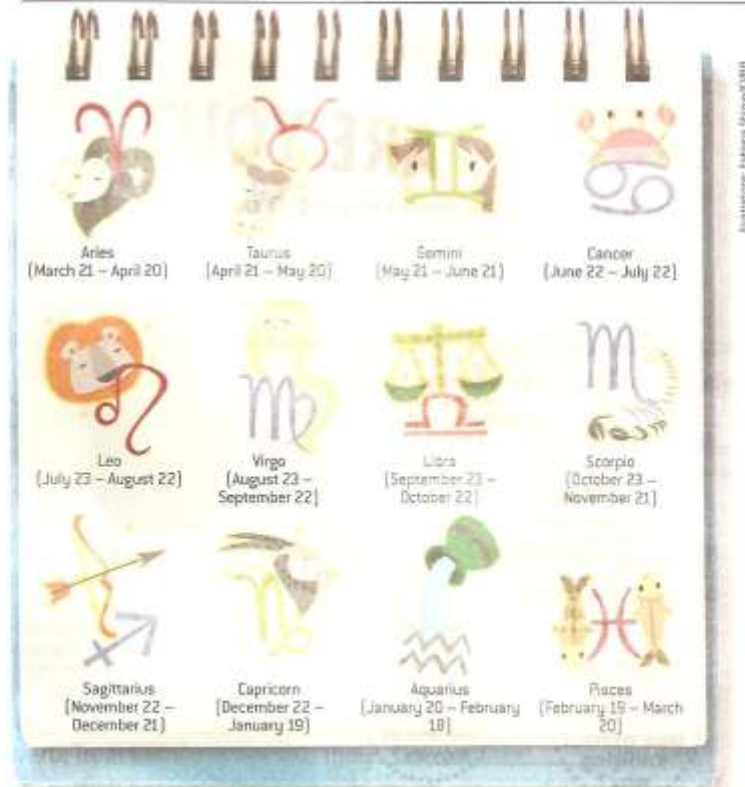 Aries
(March 21 – April 20)
Taurus
(April 21 – May 20)
Gemini
(May 21 – June 21)
Cancer
(June 22 – July 22)
Leo
(July 23 – August 22)
Virgo
(August 23 –
September 22)
Libra
(September 23 –
October 22)
Scorpio
(October 23 –
November 21)
Sagittarius
(November 22 –
December 21)
Capricorn
(December 22 –
January 19)
Aquarius
(January 20 – February
18)
Pisces
(February 19 – March
20)